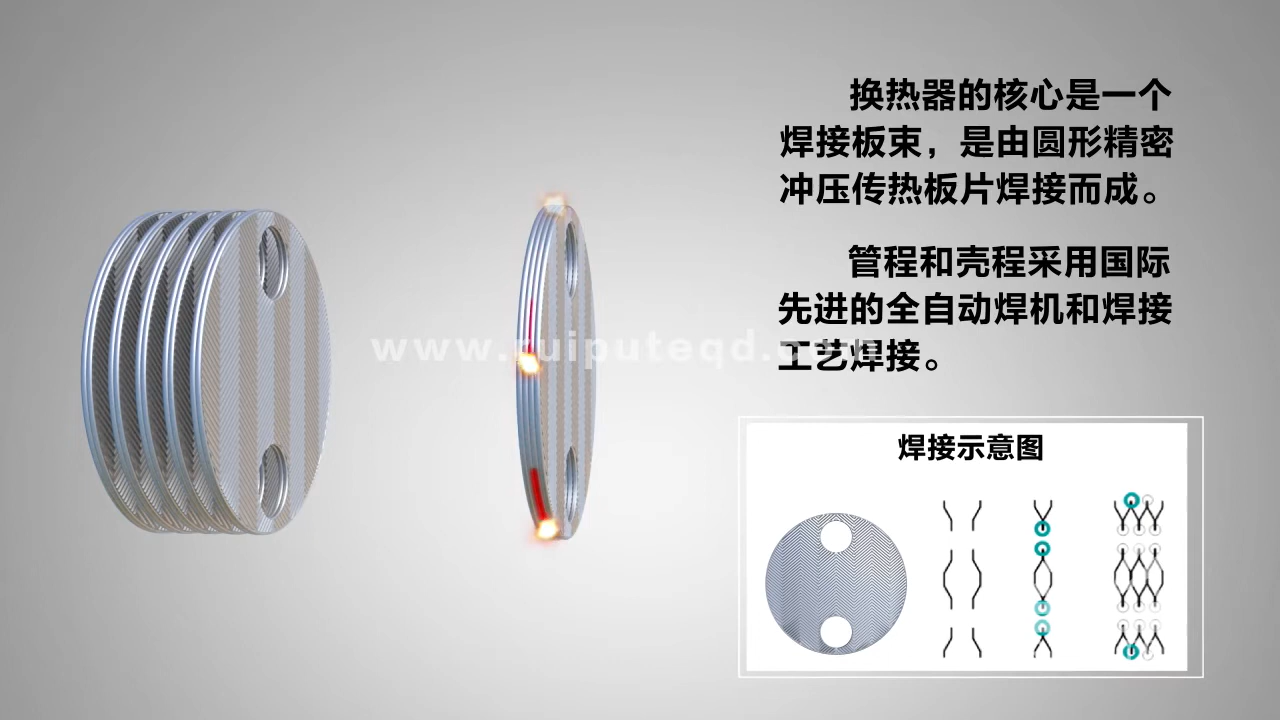 换热器的核心是一个
焊接板束，是由圆形精密
冲压传热板片焊接而成。
管程和壳程采用国际
先进的全自动焊机和焊接
工艺焊接。
www.ruiputeqd.com
焊接示意图